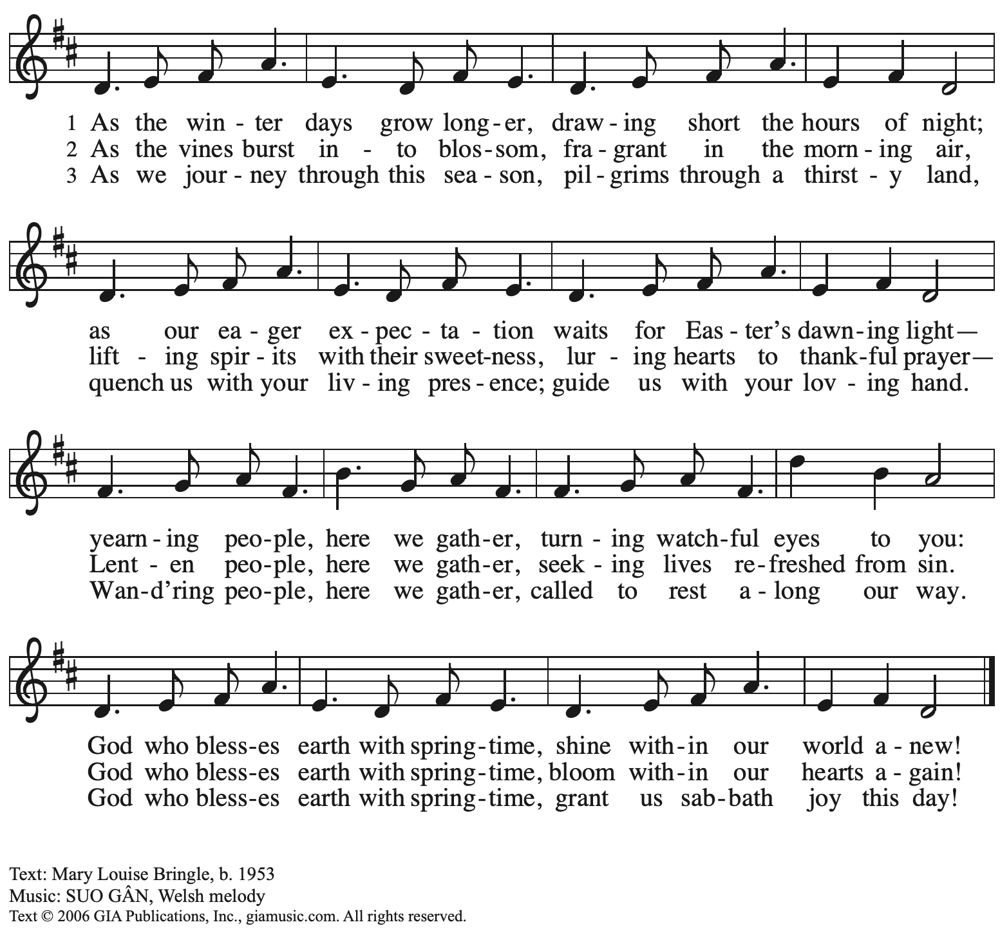 1 As the win - ter days grow long - er, draw - ing short the hours of night;
2 As the vines burst in - to blos - som, fra - grant in the morn - ing air,
3 As we jour - ney through this sea - son, pil - grims through a thirst - y land,
as our ea - ger ex - pec - ta - tion waits for Eas - ter’s dawn - ing light—
lift - ing spir - its with their sweet - ness, lur - ing hearts to thank - ful prayer—
quench us with your liv - ing pres - ence; guide us with your lov - ing hand.
yearn - ing peo - ple, here we gath - er, turn - ing watch - ful eyes to you:
Lent - en peo - ple, here we gath - er, seek - ing lives re - freshed from sin.
Wan - d’ring peo - ple, here we gath - er, called to rest a - long our way.
God who bless - es earth with spring - time, shine with - in our world a - new!
God who bless - es earth with spring - time, bloom with - in our hearts a - gain!
God who bless - es earth with spring - time, grant us sab - bath joy this day!
Text: Mary Louise Bringle, b. 1953
Music: SUO GÂN, Welsh melody
Text © 2006 GIA Publications, Inc., giamusic.com. All rights reserved.